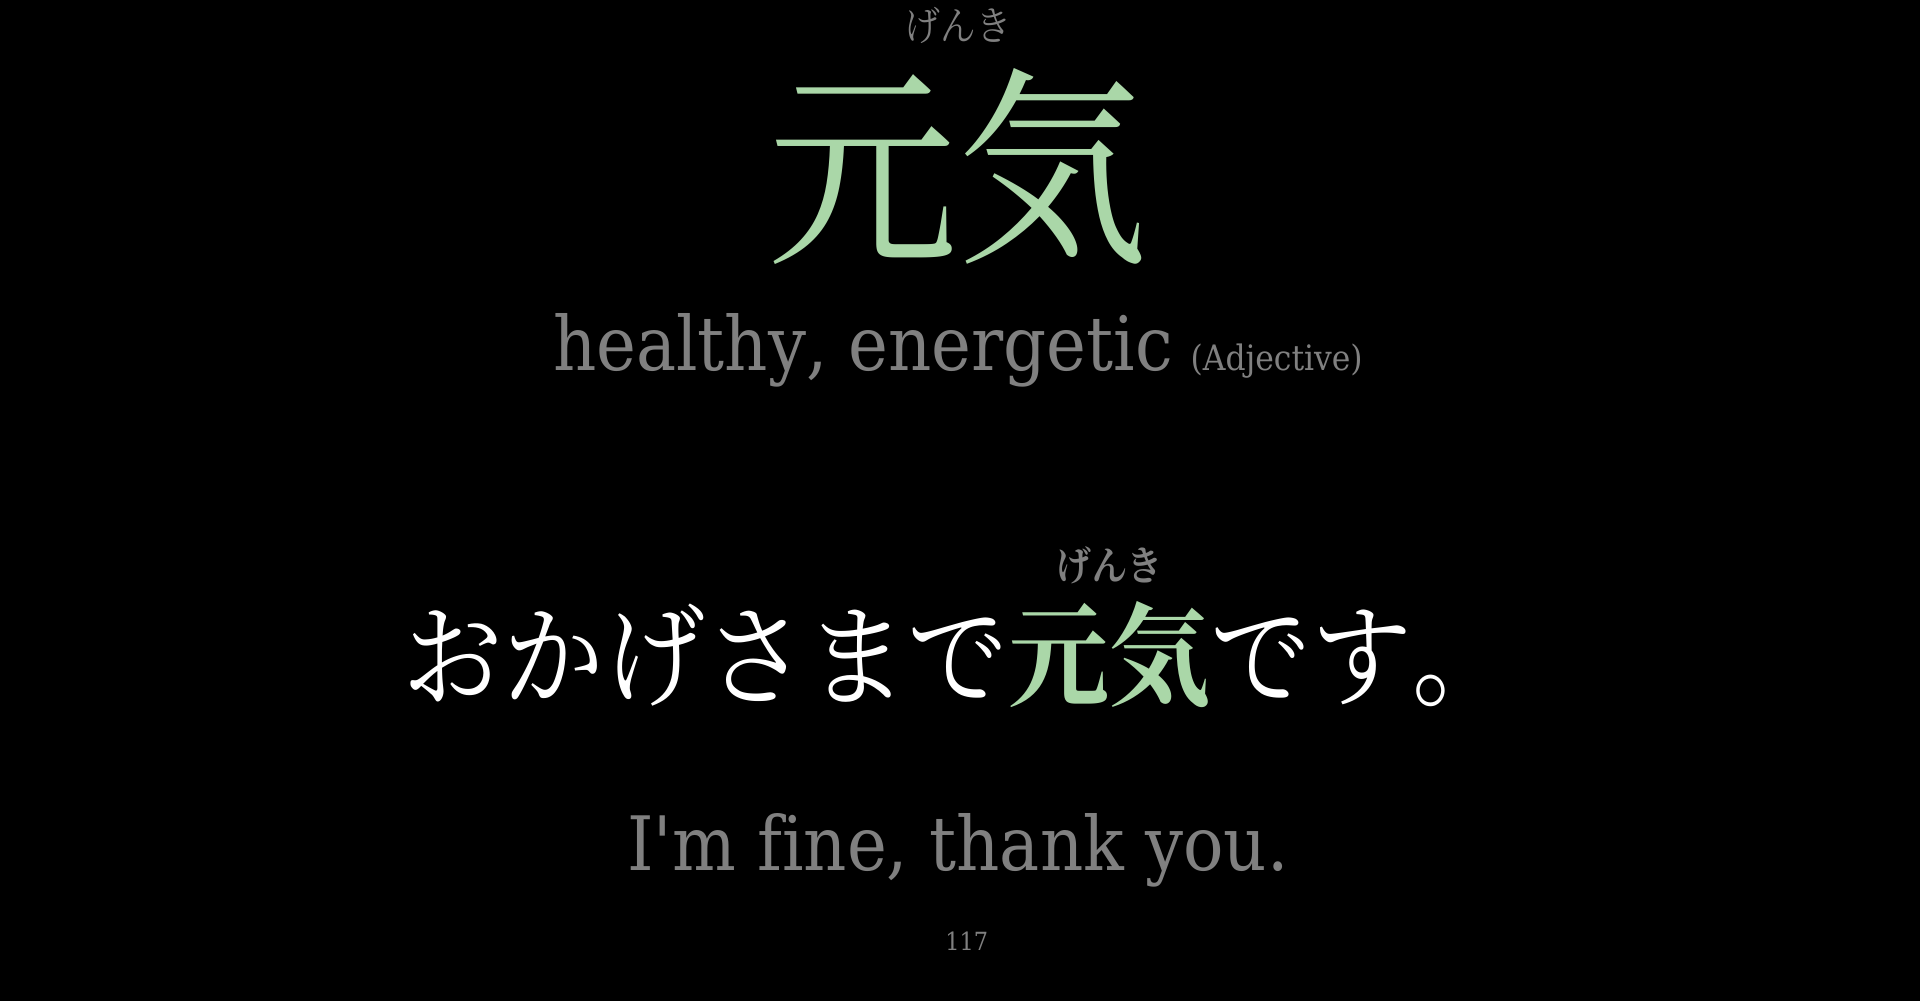 げんき
元気
healthy, energetic (Adjective)
げんき
おかげさまで元気です。
I'm fine, thank you.
117